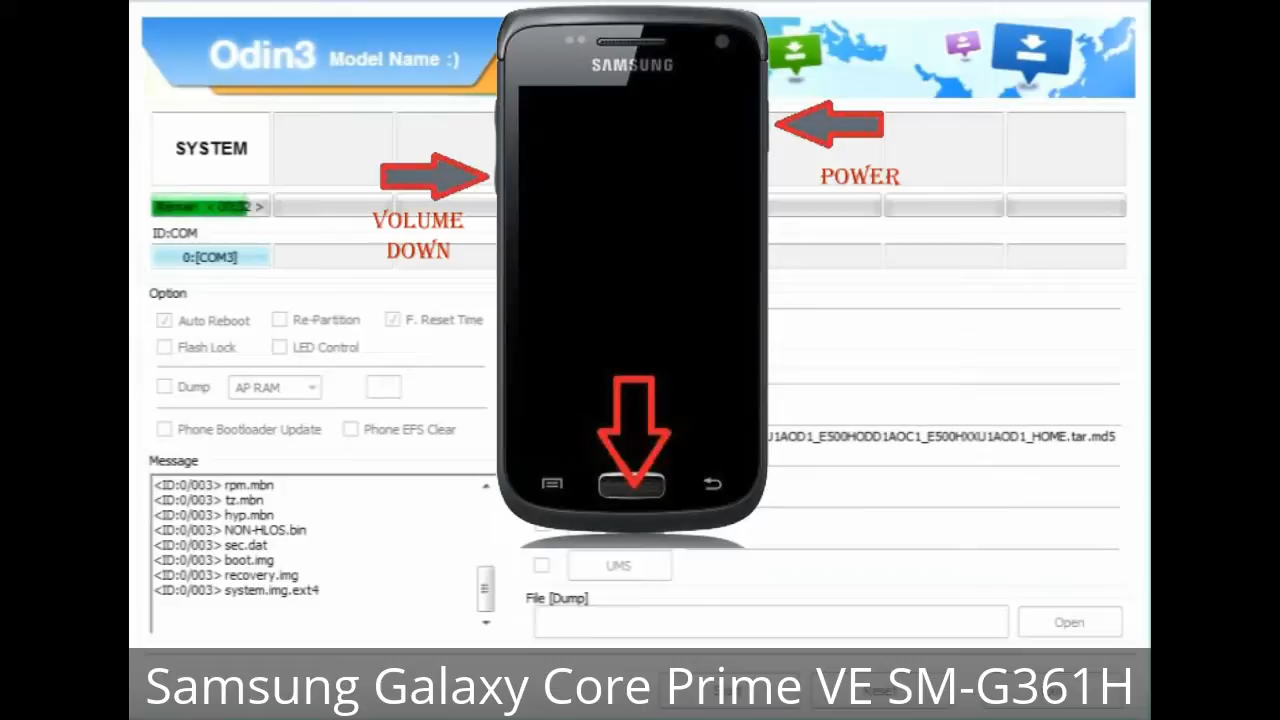 Odin3 Model Name :)
SAMSUNG
SYSTEM
POWER
VOLUME
DOWN
ID:COM
0:[COM3]
Option
Auto Reboot
Re-Partition
F. Reset Time
Flash Lock
LED Control
Dump
AP RAM
Phone Bootloader Update
Phone EFS Clear
U1AOD1_E500HODD1AOC1_E500HXXU1AOD1_HOME.tar.md5
Message
<ID:0/003> rpm.mbn
<ID:0/003> tz.mbn
<ID:0/003> hyp.mbn
<ID:0/003> NON-HLOS.bin
<ID:0/003> sec.dat
<ID:0/003> boot.img
<ID:0/003> recovery.img
<ID:0/003> system.img.ext4
UMS
File [Dump]
Open
Samsung Galaxy Core Prime VE SM-G361H